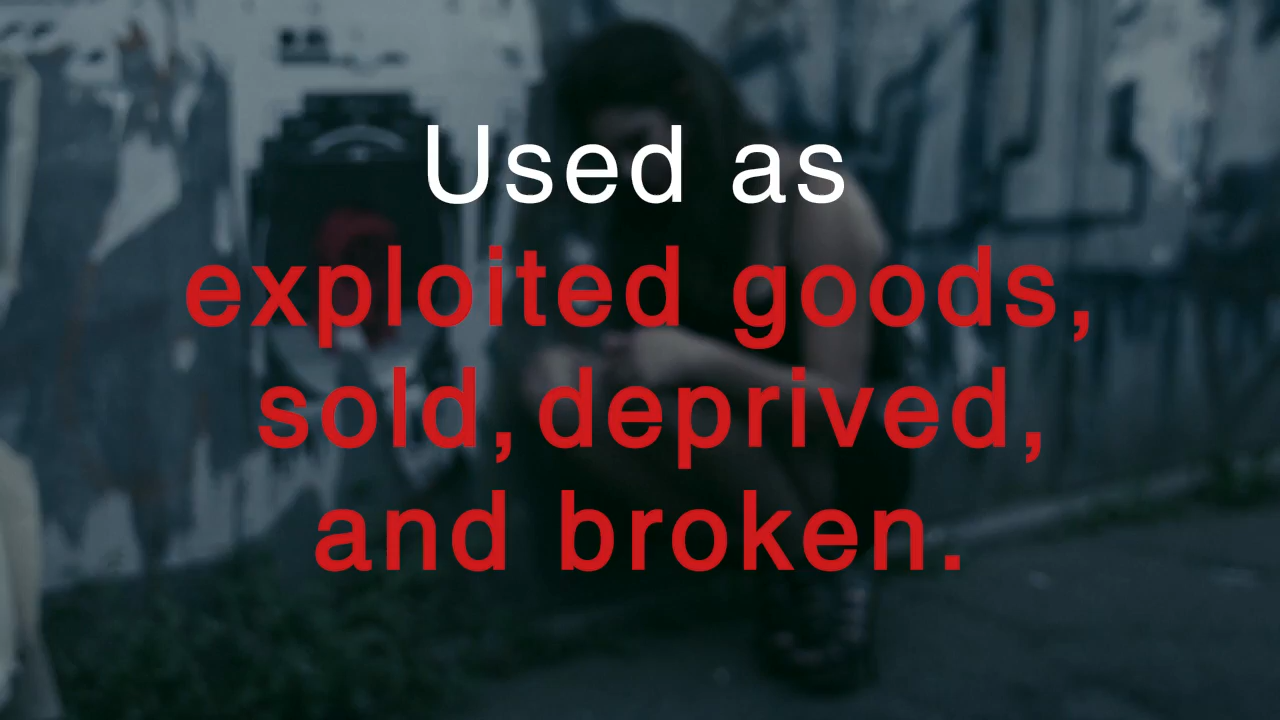 Used as
exploited goods,
sold, deprived,
and broken.